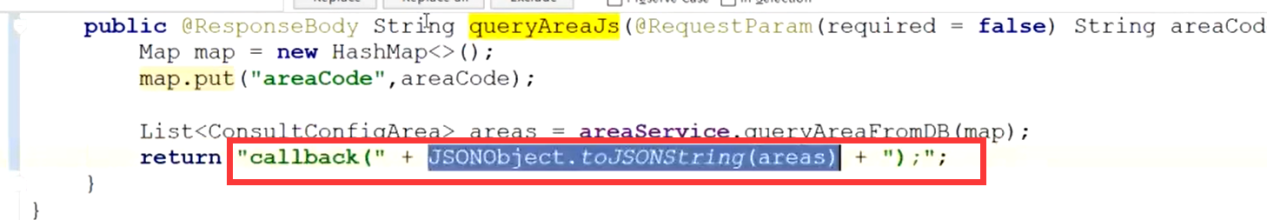 public @ResponseBody String queryAreaJs(@RequestParam(required = false) String areaCod
Map map = new HashMap<>();
map.put("areaCode",areaCode);
List<ConsultConfigArea> areas = areaService.queryAreaFromDB(map);
return "callback(" + JSONObject.toJSONString(areas) + ");";
}
}